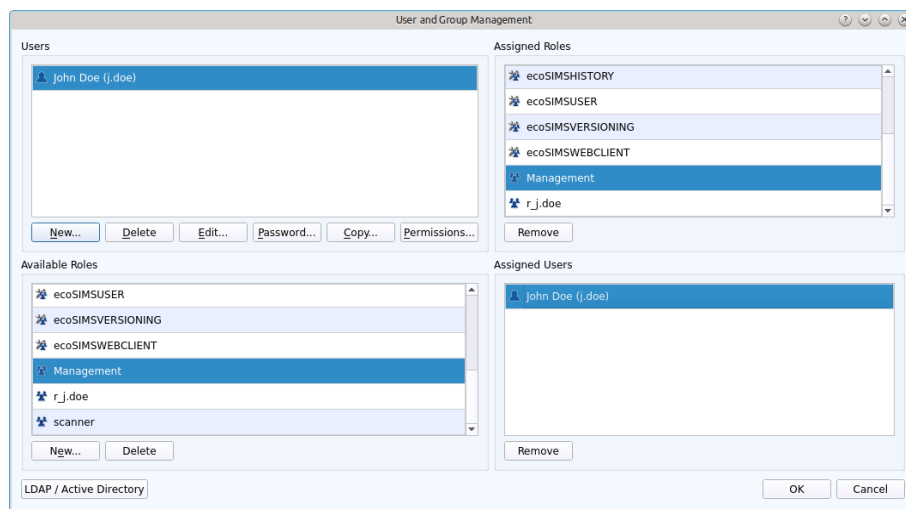 User and Group Management
Users
John Doe (j.doe)
New... Delete Edit... Password... Copy... Permissions...
Assigned Roles
ecoSIMSHISTORY
ecoSIMSUSER
ecoSIMSVERSIONING
ecoSIMSWEBCLIENT
Management
r_j.doe
Remove
Available Roles
ecoSIMSUSER
ecoSIMSVERSIONING
ecoSIMSWEBCLIENT
Management
r_j.doe
scanner
New... Delete
Assigned Users
John Doe (j.doe)
Remove
LDAP / Active Directory
OK Cancel